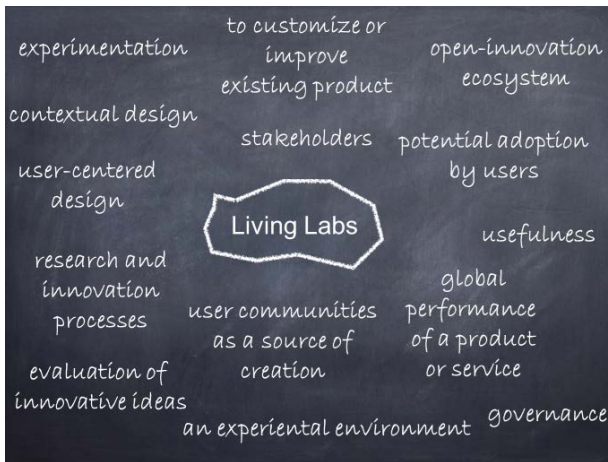 experimentation
to customize or
improve
existing product
open-innovation
ecosystem
contextual design
stakeholders
potential adoption
by users
user-centered
design
Living Labs
usefulness
research and
innovation
processes
user communities
as a source of
creation
global
performance
of a product
or service
evaluation of
innovative ideas
an experiental environment
governance